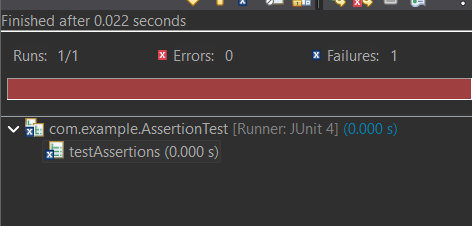 Finished after 0.022 seconds
Runs: 1/1 Errors: 0 Failures: 1
com.example.AssertionTest [Runner: JUnit 4] (0.000 s)
testAssertions (0.000 s)